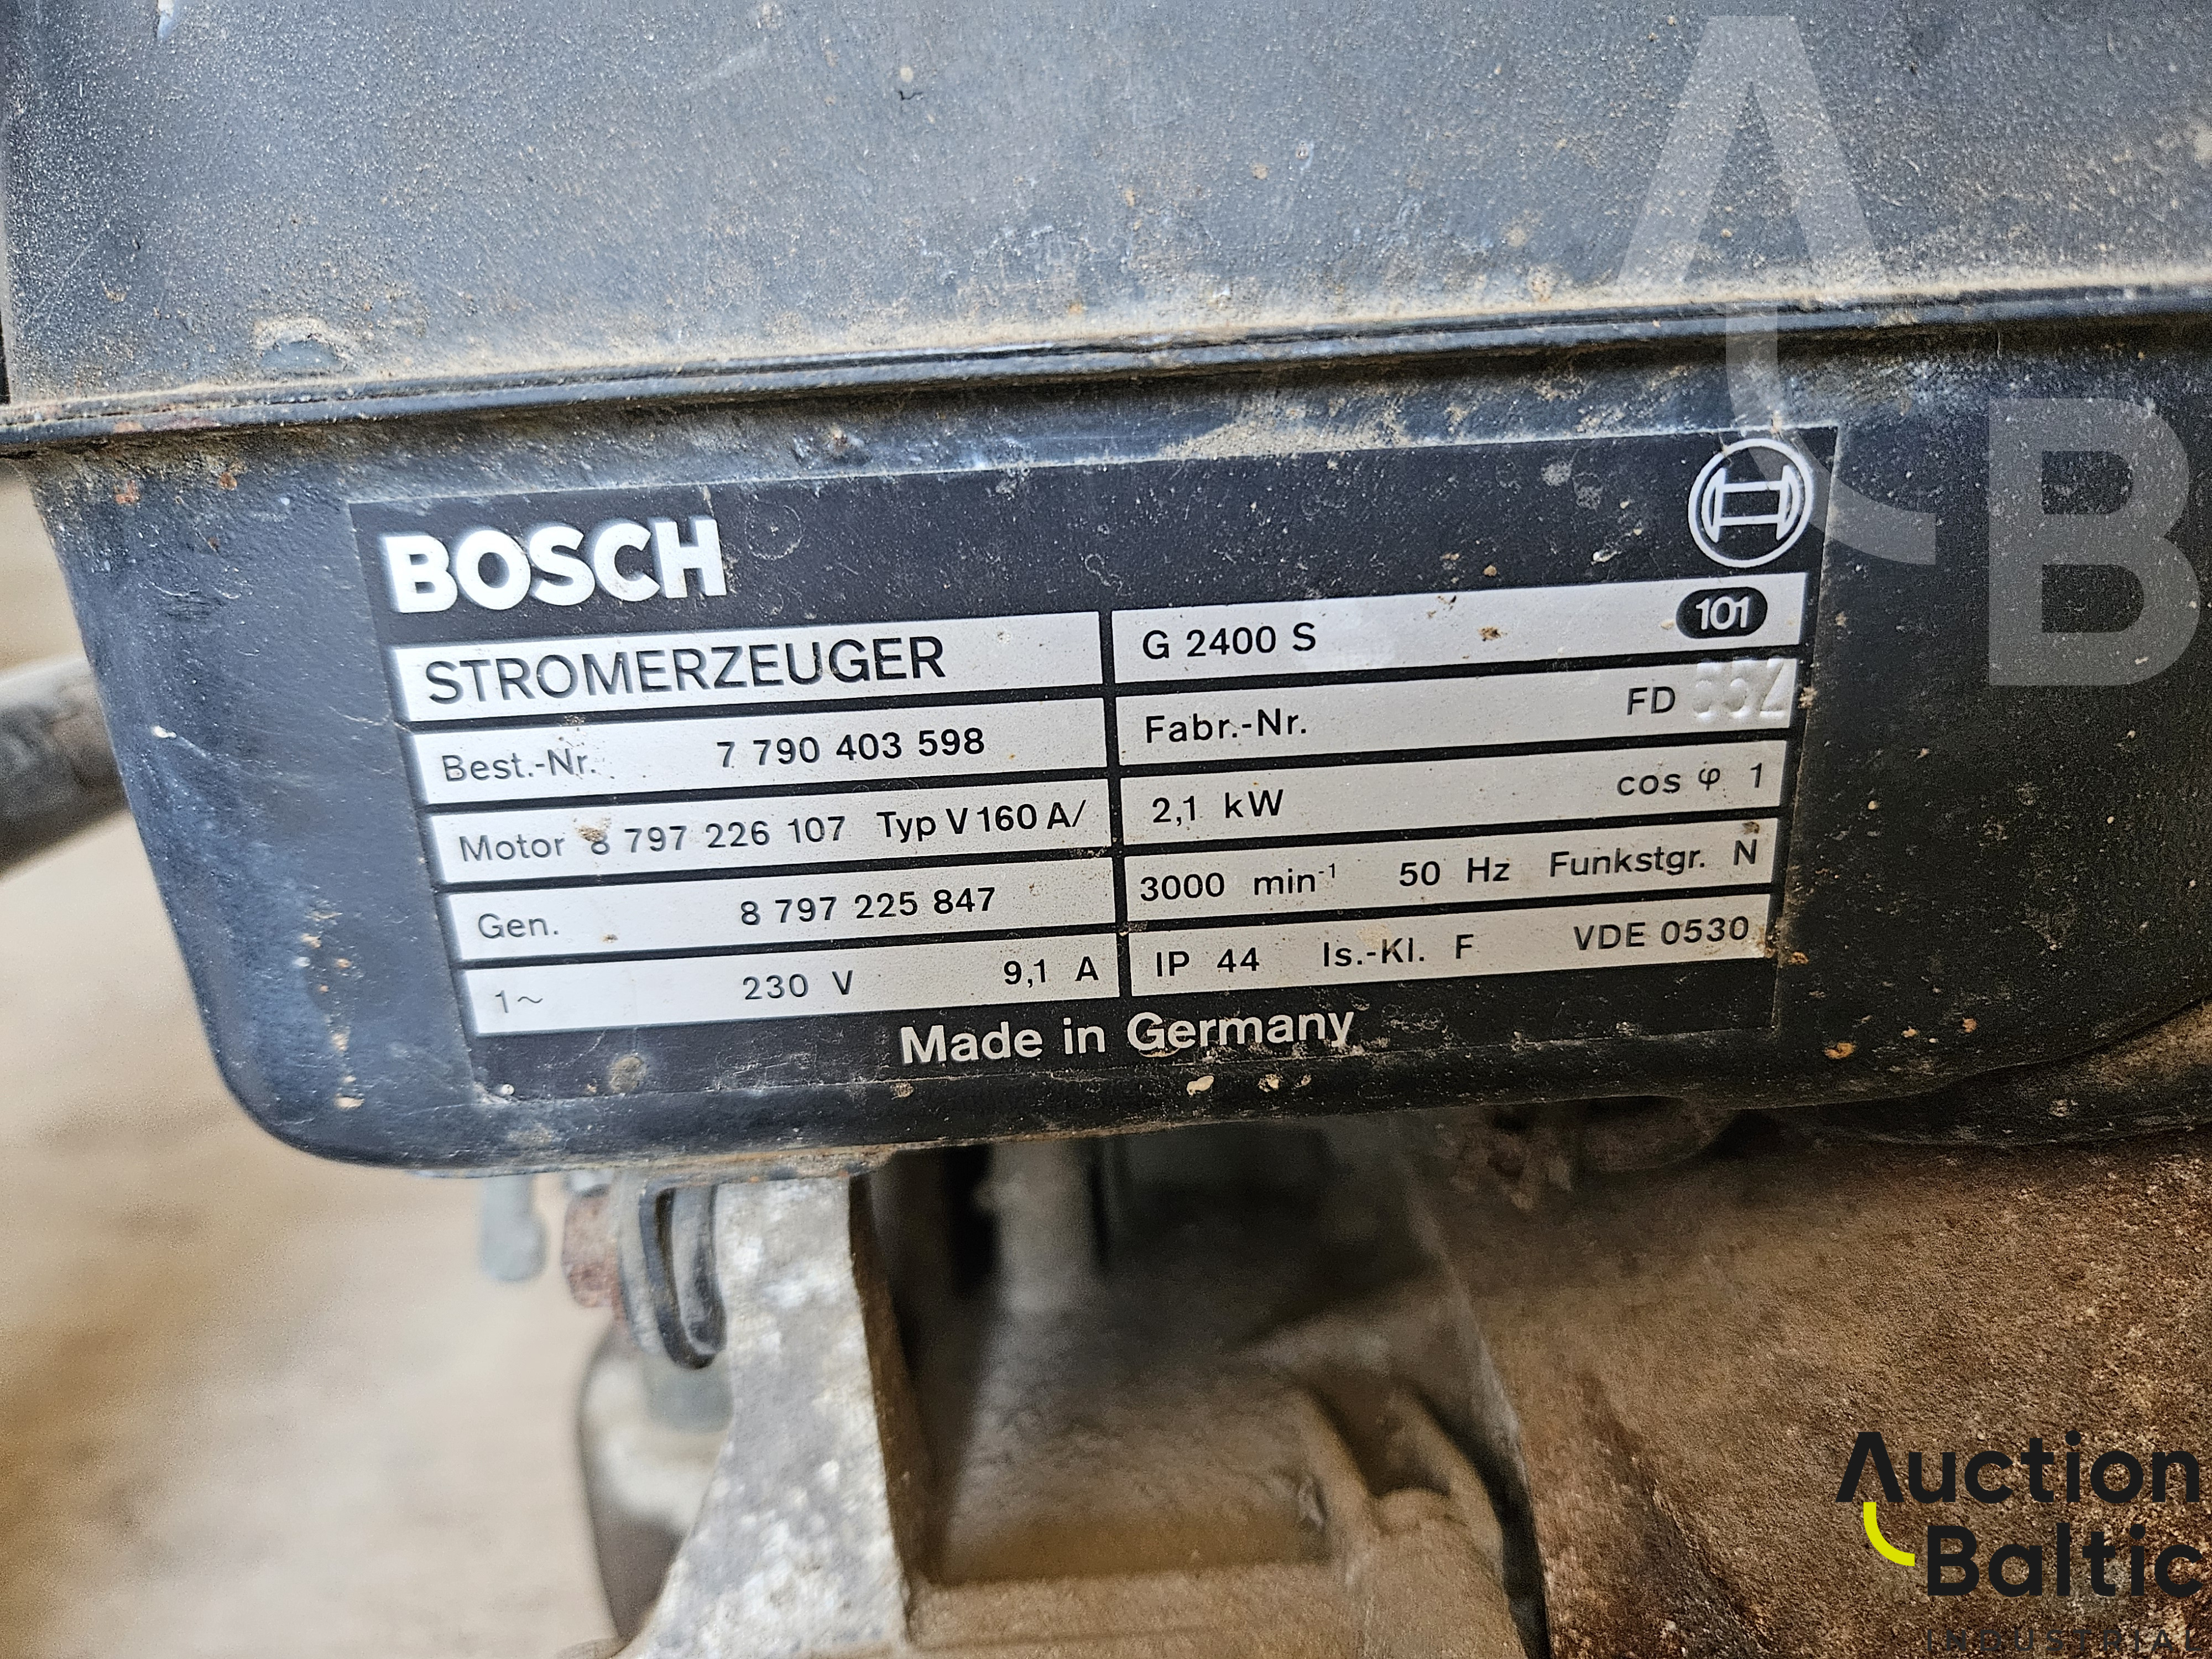 BOSCH
STROMERZEUGER G 2400 S 101
Best.-Nr. 7 790 403 598 Fabr.-Nr. FD
Motor 8 797 226 107 Typ V 160 A/ 2,1 kW cos φ 1
Gen. 8 797 225 847 3000 min⁻¹ 50 Hz Funkstgr. N
1~ 230 V 9,1 A IP 44 Is.-Kl. F VDE 0530
Made in Germany
AB
Auction
Baltic
INDUSTRIAL